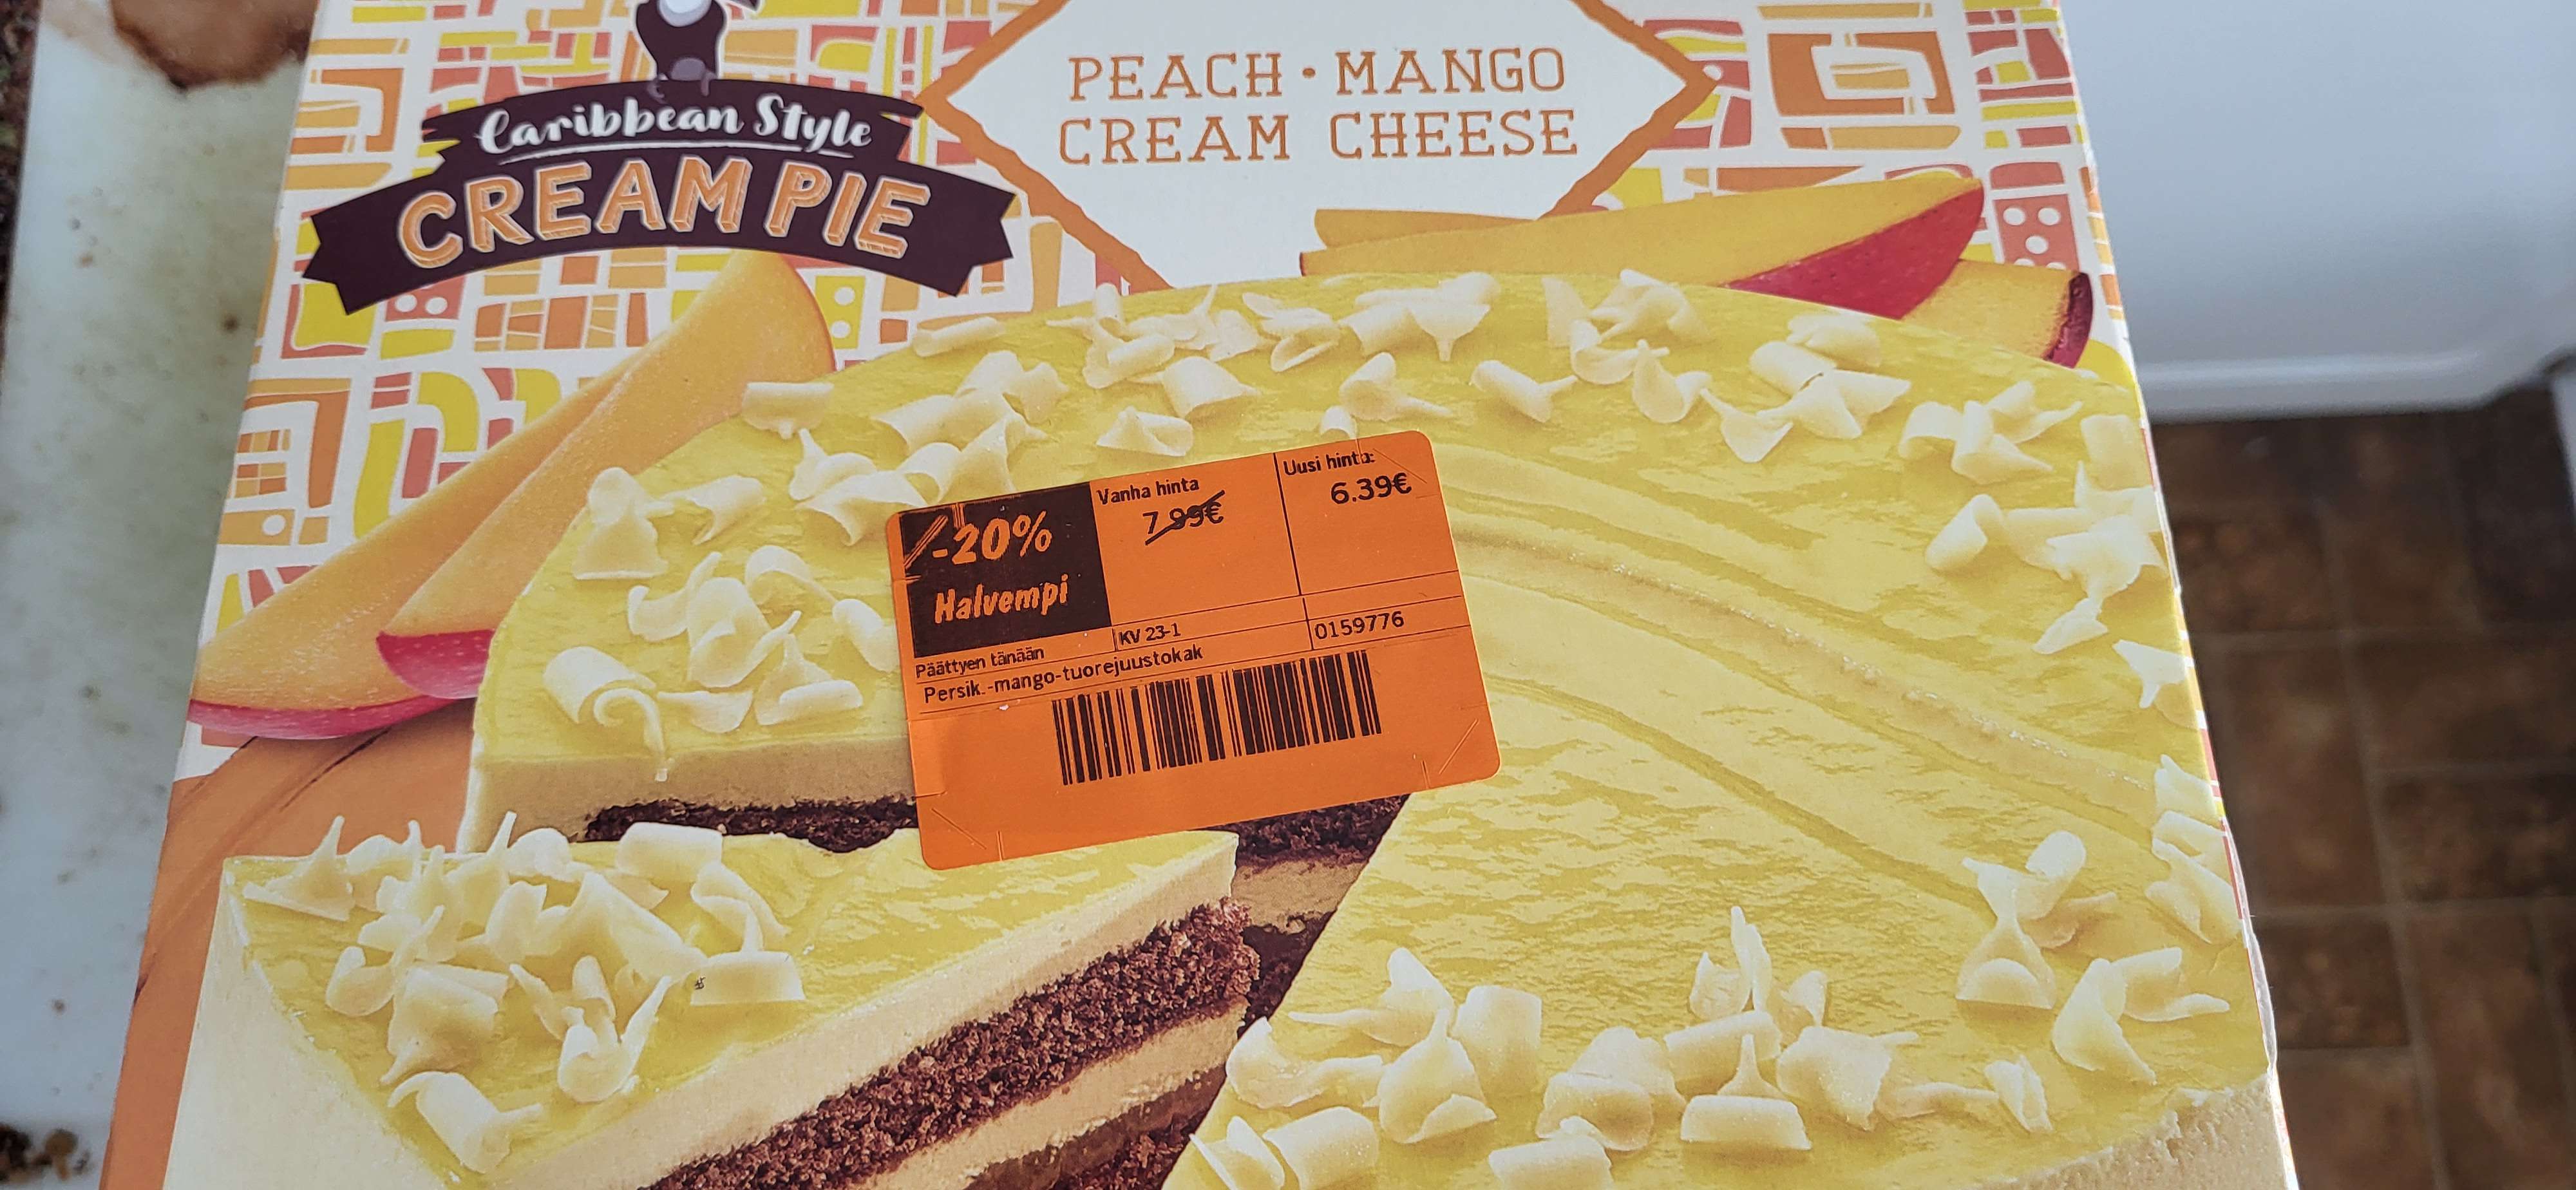 Caribbean Style
CREAM PIE
PEACH • MANGO
CREAM CHEESE
-20%
Halvempi
Vanha hinta
7.99€
Uusi hinta:
6.39€
Päättyen tänään
KV 23-1
0159776
Persik.-mango-tuorejuustokak